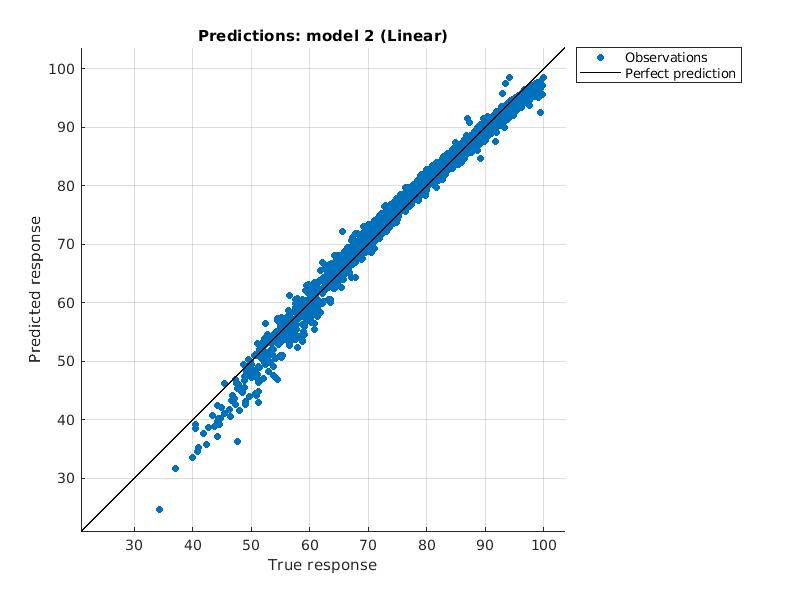 Predictions: model 2 (Linear)
Observations
Perfect prediction
Predicted response
100
90
80
70
60
50
40
30
30 40 50 60 70 80 90 100
True response